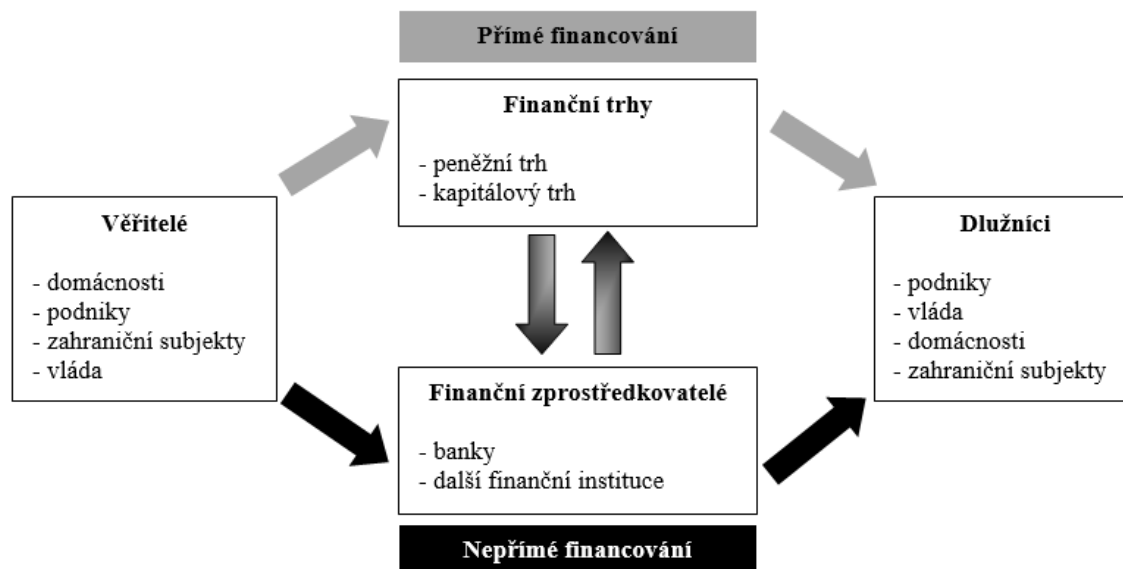 Přímé financování
Finanční trhy
- peněžní trh
- kapitálový trh
Věřitelé
- domácnosti
- podniky
- zahraniční subjekty
- vláda
Dlužníci
- podniky
- vláda
- domácnosti
- zahraniční subjekty
Finanční zprostředkovatelé
- banky
- další finanční instituce
Nepřímé financování